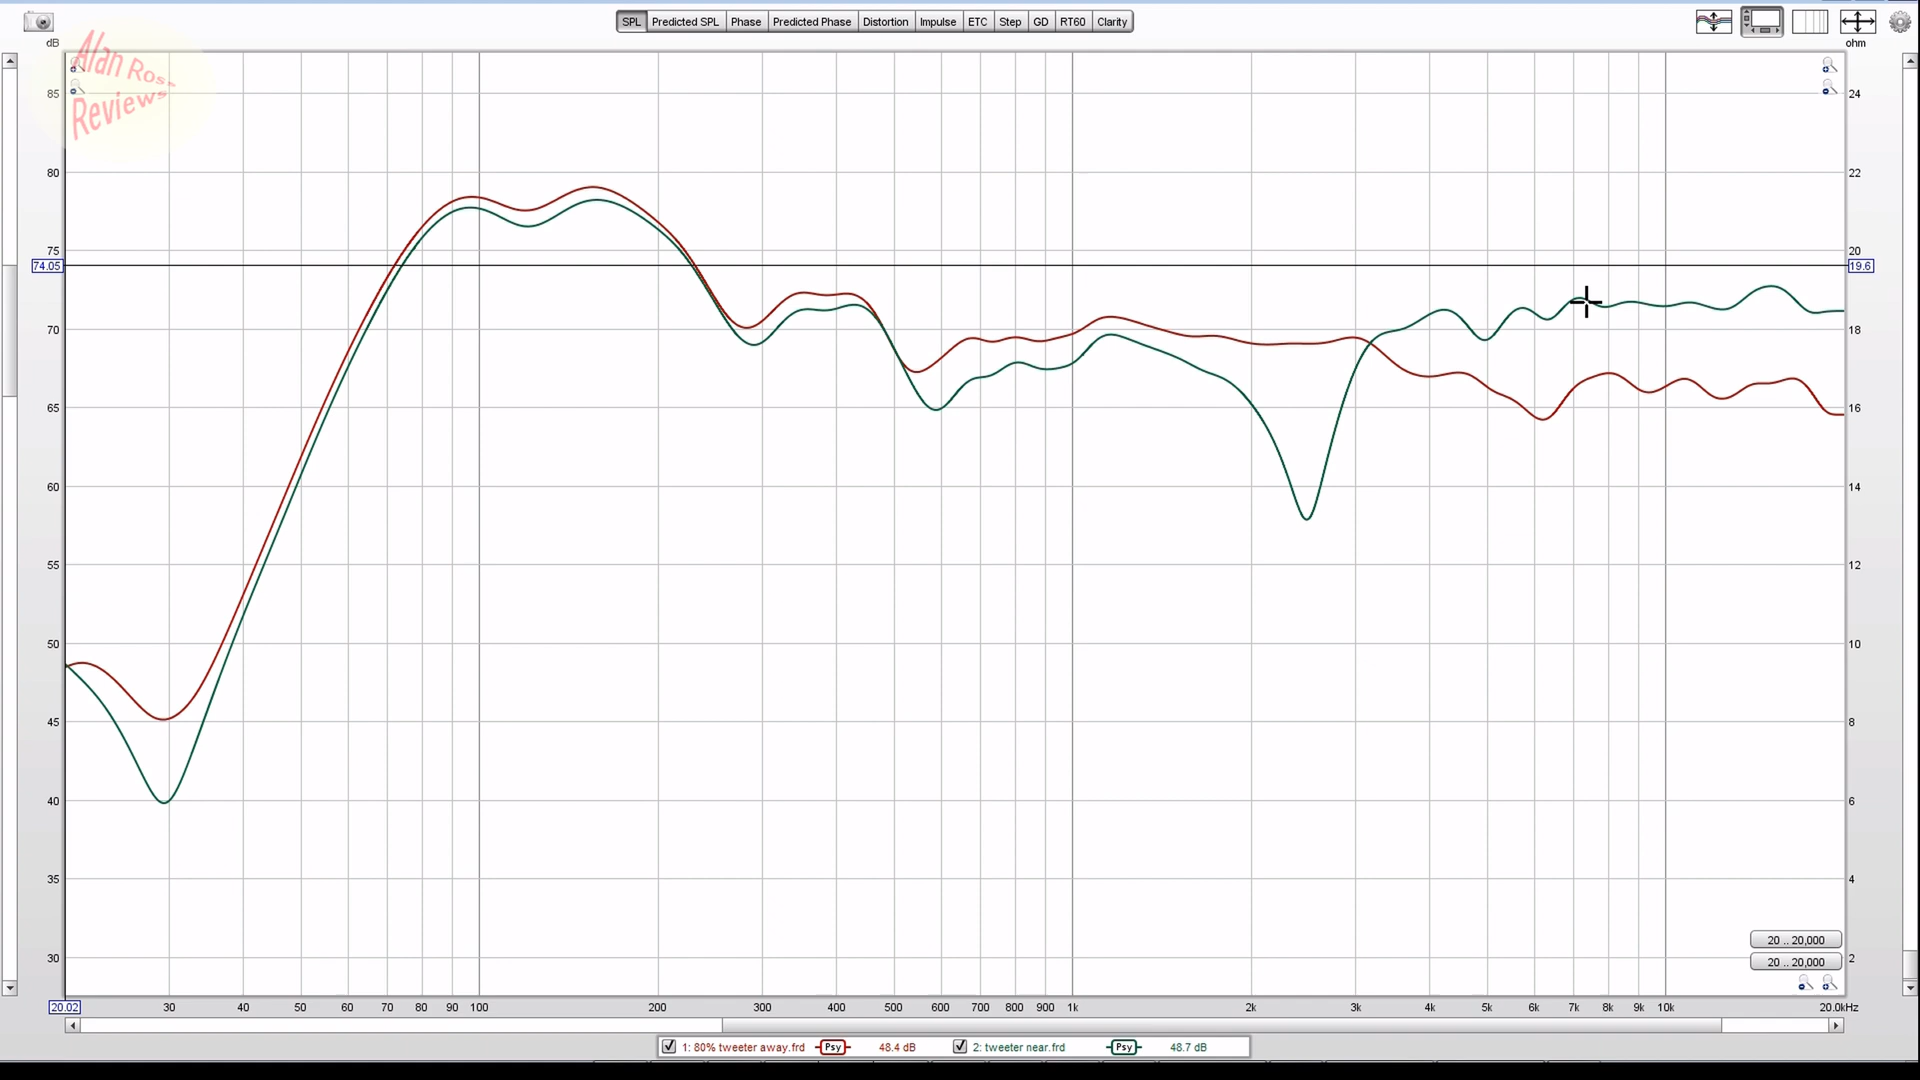 SPL Predicted SPL Phase Predicted Phase Distortion Impulse ETC Step GD RT60 Clarity
dB
ohm
Alan Ross
Reviews
85
80
75
74.05
70
65
60
55
50
45
40
35
30
24
22
20
19.6
18
16
14
12
10
8
6
4
2
20 .. 20,000
20 .. 20,000
20.02 30 40 50 60 70 80 90 100 200 300 400 500 600 700 800 900 1k 2k 3k 4k 5k 6k 7k 8k 9k 10k 20.0kHz
1: 80% tweeter away.frd Psy 48.4 dB 2: tweeter near.frd Psy 48.7 dB